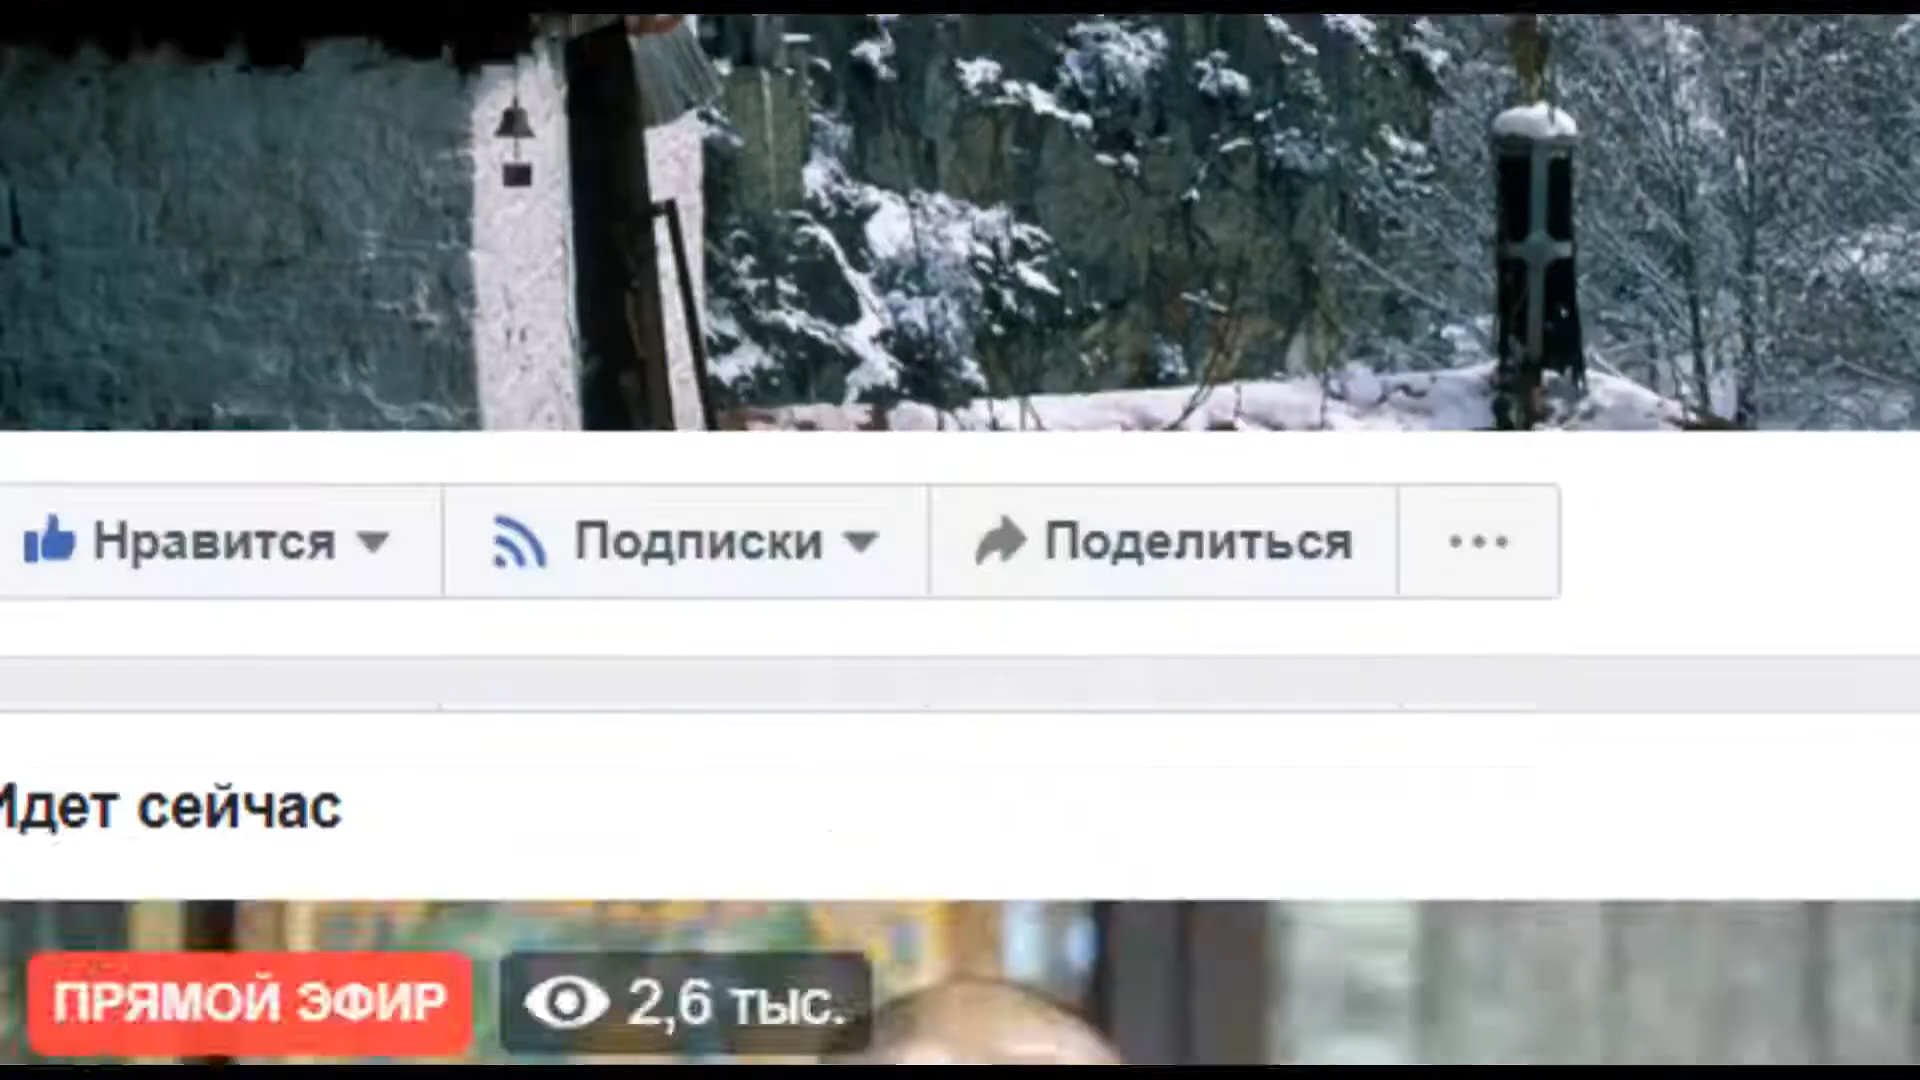 Нравится
Подписки
Поделиться
Идет сейчас
ПРЯМОЙ ЭФИР
2,6 тыс.